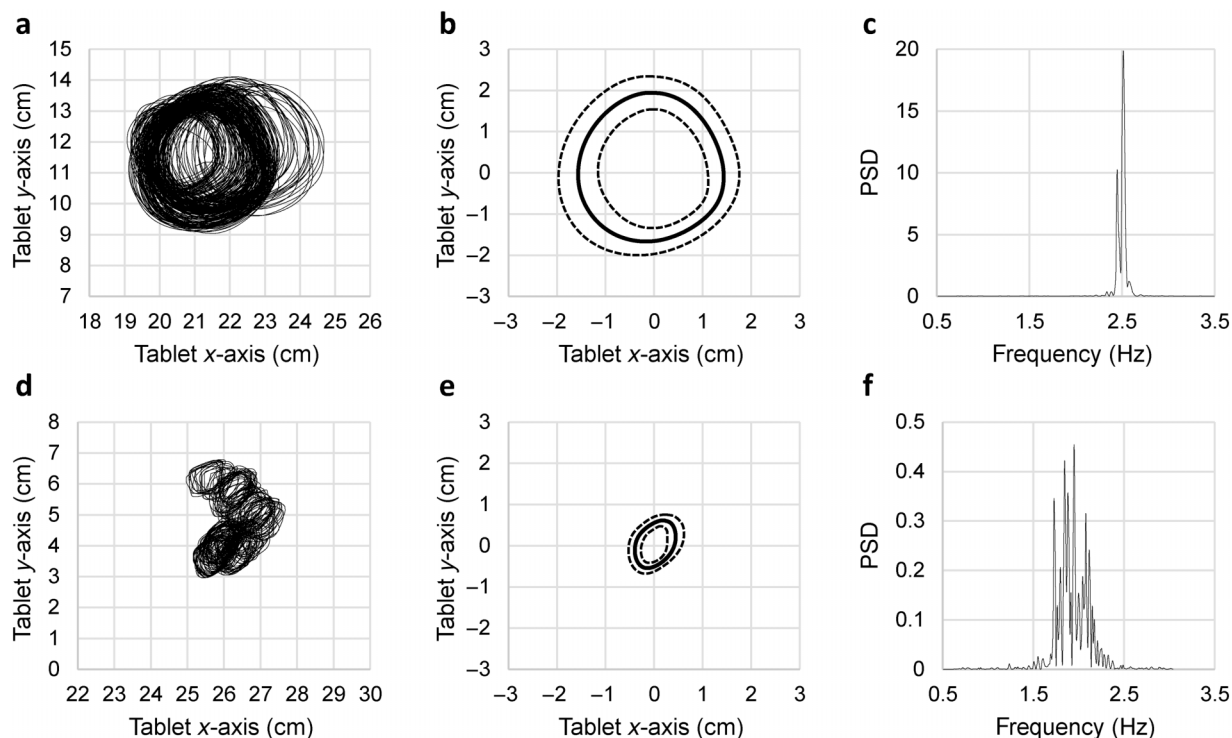 a
15
14
13
12
11
10
9
8
7
18 19 20 21 22 23 24 25 26
Tablet y-axis (cm)
Tablet x-axis (cm)
b
3
2
1
0
–1
–2
–3
–3 –2 –1 0 1 2 3
Tablet y-axis (cm)
Tablet x-axis (cm)
c
20
15
10
5
0
0.5 1.5 2.5 3.5
PSD
Frequency (Hz)
d
8
7
6
5
4
3
2
1
0
22 23 24 25 26 27 28 29 30
Tablet y-axis (cm)
Tablet x-axis (cm)
e
3
2
1
0
–1
–2
–3
–3 –2 –1 0 1 2 3
Tablet y-axis (cm)
Tablet x-axis (cm)
f
0.5
0.4
0.3
0.2
0.1
0
0.5 1.5 2.5 3.5
PSD
Frequency (Hz)